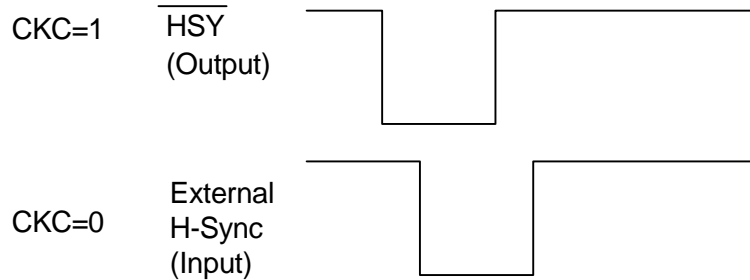 CKC=1 HSY
(Output)
External
CKC=0 H-Sync
(Input)